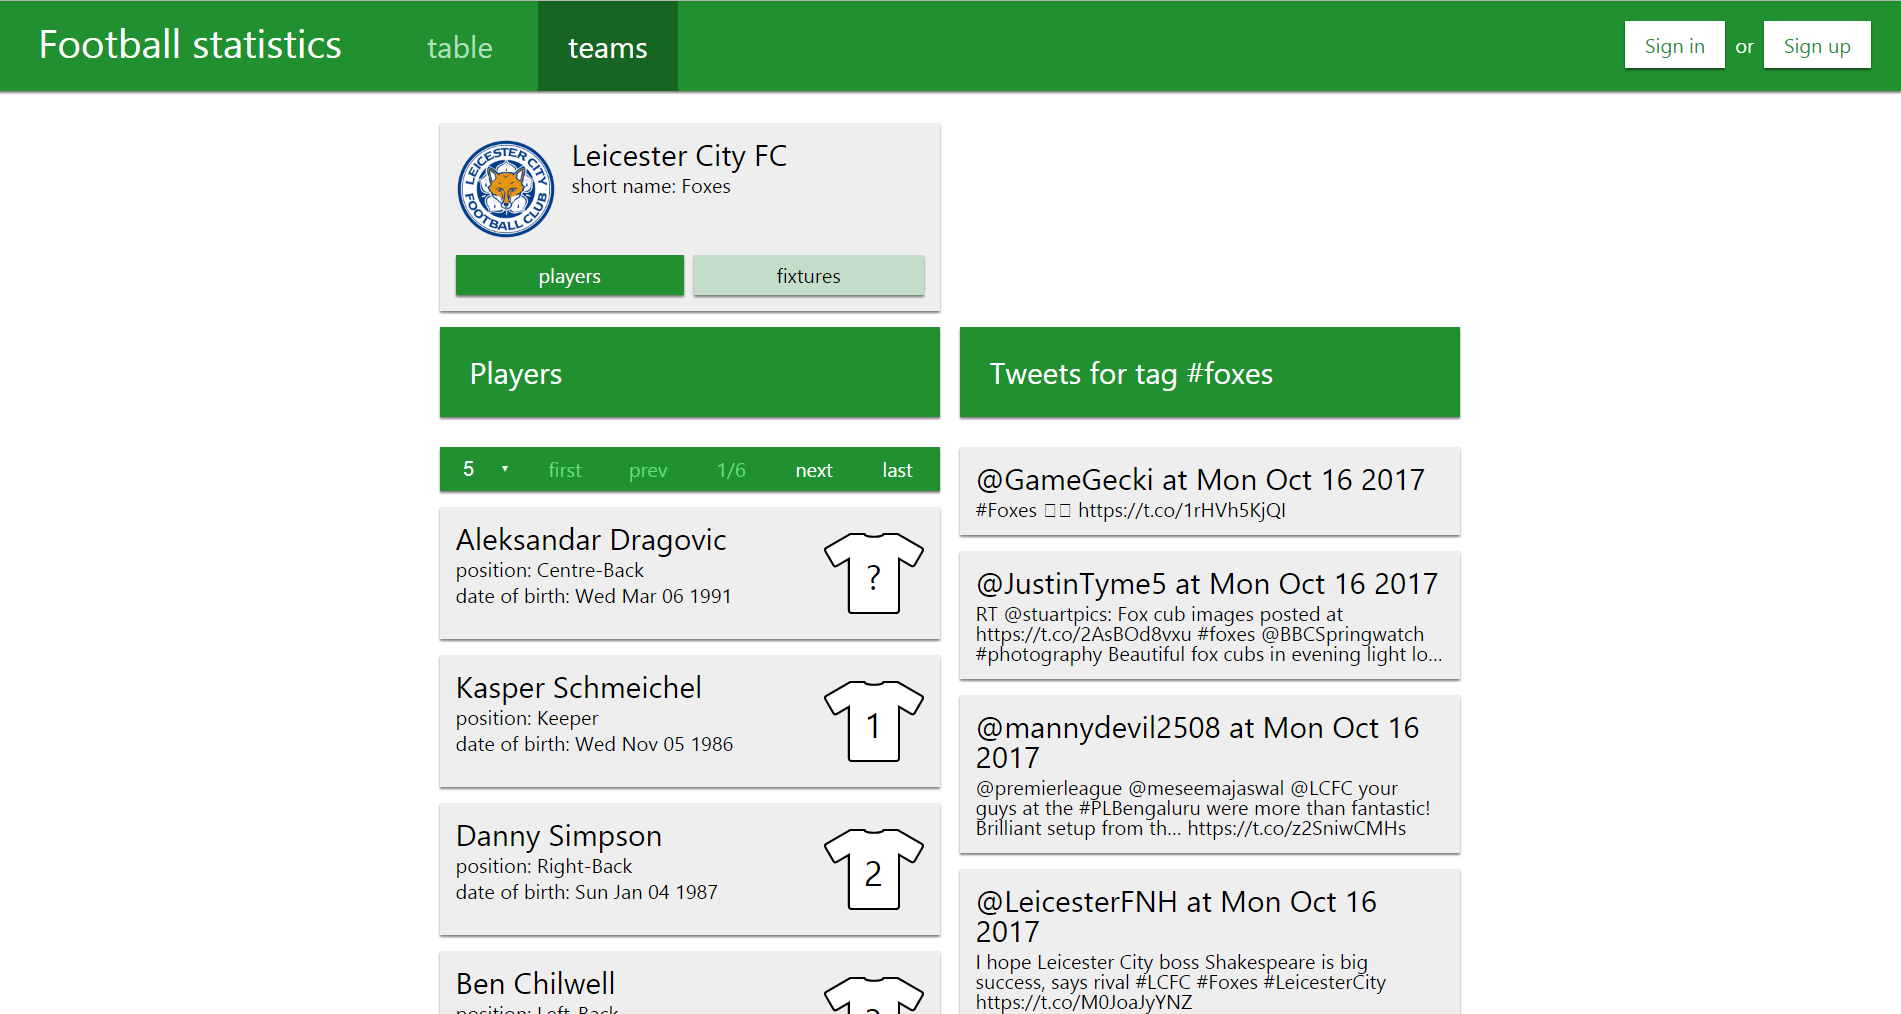 Football statistics
table
teams
Sign in
or
Sign up
LEICESTER CITY
FOOTBALL CLUB
Leicester City FC
short name: Foxes
players
fixtures
Players
5
first
prev
1/6
next
last
Aleksandar Dragovic
position: Centre-Back
date of birth: Wed Mar 06 1991
?
Kasper Schmeichel
position: Keeper
date of birth: Wed Nov 05 1986
1
Danny Simpson
position: Right-Back
date of birth: Sun Jan 04 1987
2
Ben Chilwell
position: Left-Back
Tweets for tag #foxes
@GameGecki at Mon Oct 16 2017
#Foxes https://t.co/1rHVh5KjQI
@JustinTyme5 at Mon Oct 16 2017
RT @stuartpics: Fox cub images posted at
https://t.co/2AsBOd8vxu #foxes @BBCSpringwatch
#photography Beautiful fox cubs in evening light lo…
@mannydevil2508 at Mon Oct 16
2017
@premierleague @meseemajaswal @LCFC your
guys at the #PLBengaluru were more than fantastic!
Brilliant setup from th… https://t.co/z2SniwCMHs
@LeicesterFNH at Mon Oct 16
2017
I hope Leicester City boss Shakespeare is big
success, says rival #LCFC #Foxes #LeicesterCity
https://t.co/M0JoaJyYNZ